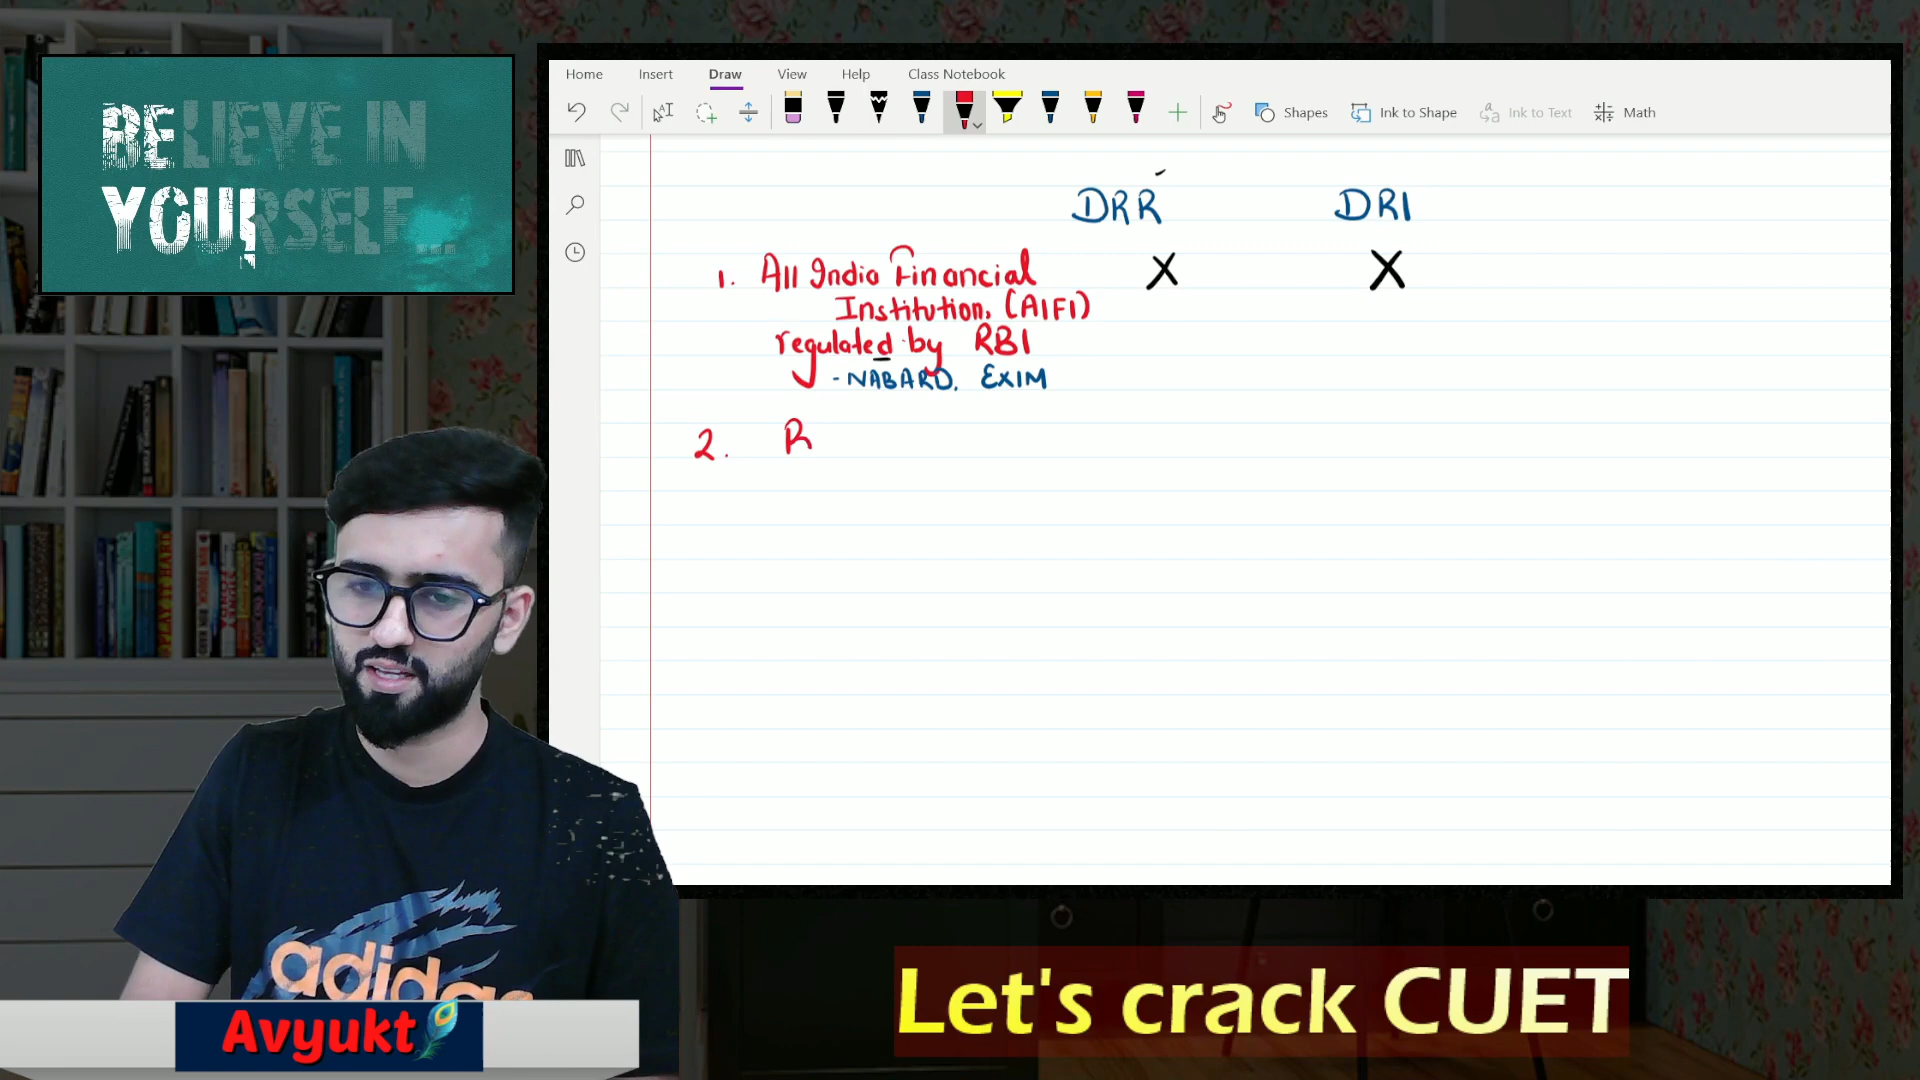 BELIEVE IN
YOURSELF...
Home Insert Draw View Help Class Notebook
Shapes Ink to Shape Ink to Text Math
DRR DRI
1. All India Financial X X
Institution. (AIFI)
regulated by RBI
- NABARD. EXIM
2. R
adidas
Avyukt
Let's crack CUET